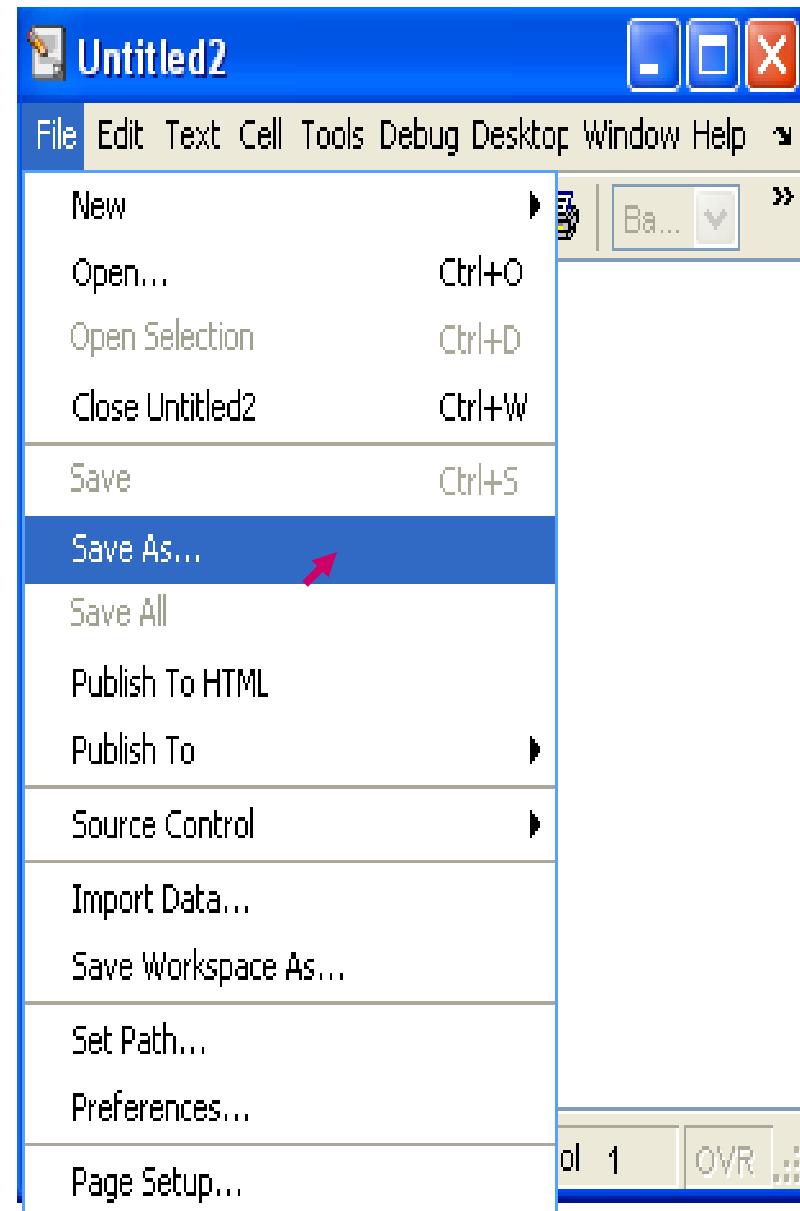 Untitled2
File Edit Text Cell Tools Debug Desktop Window Help
Ba...
New
Open... Ctrl+O
Open Selection Ctrl+D
Close Untitled2 Ctrl+W
Save Ctrl+S
Save As...
Save All
Publish To HTML
Publish To
Source Control
Import Data...
Save Workspace As...
Set Path...
Preferences...
Page Setup...
ol 1 OVR